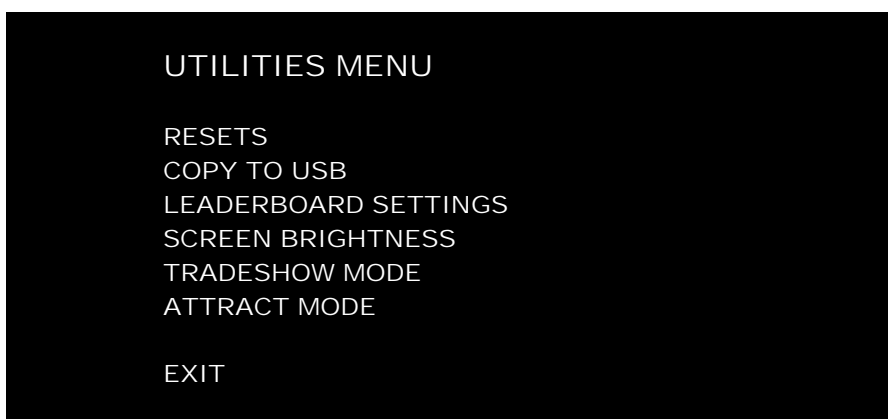 UTILITIES MENU
RESETS
COPY TO USB
LEADERBOARD SETTINGS
SCREEN BRIGHTNESS
TRADESHOW MODE
ATTRACT MODE
EXIT